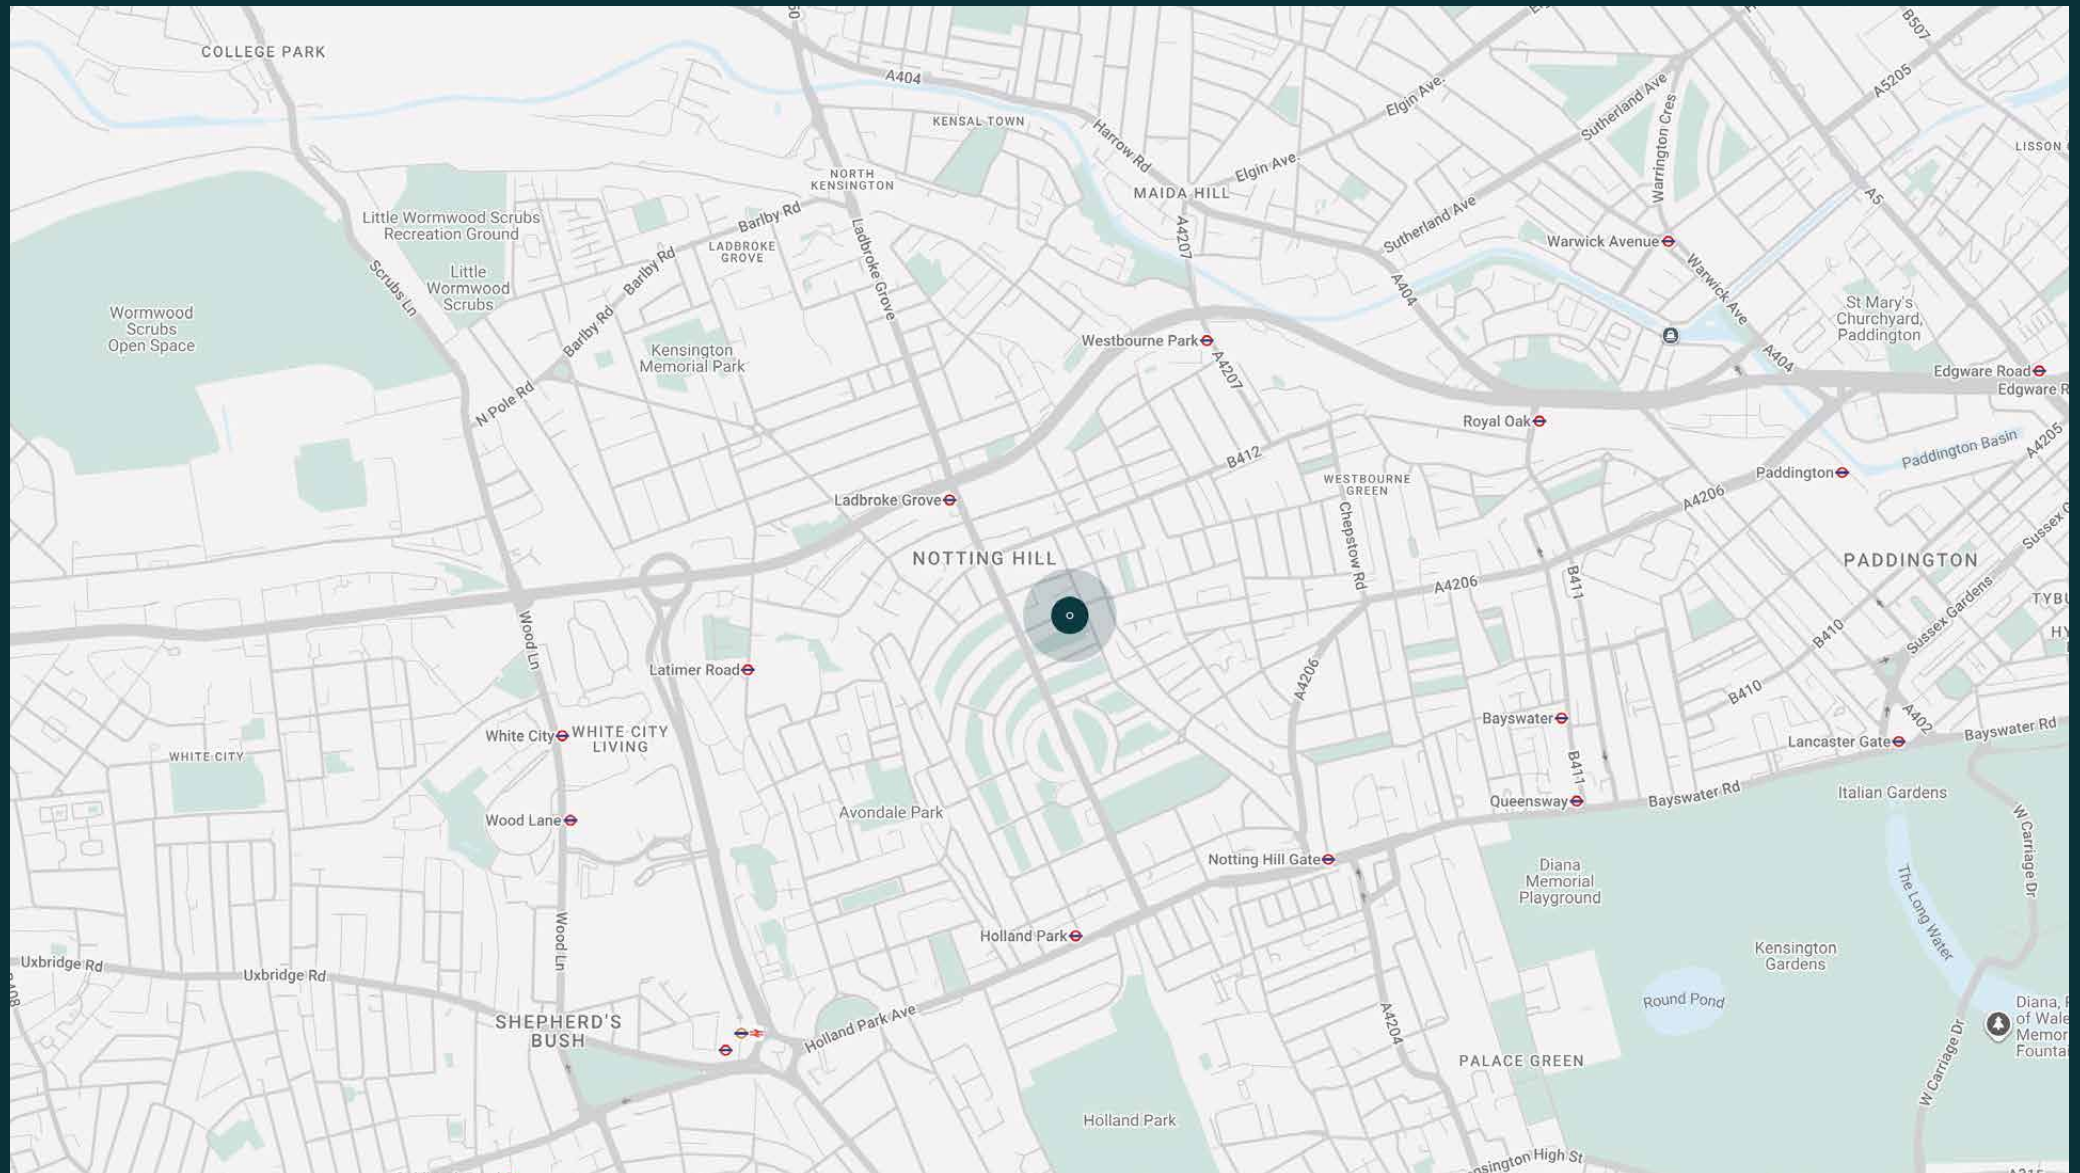 COLLEGE PARK
A404
B507
A5205
Elgin Ave.
Sutherland Ave
Warrington Cres
KENSAL TOWN
Harrow Rd
LISSON
NORTH
KENSINGTON
Elgin Ave.
MAIDA HILL
A5
Little Wormwood Scrubs
Recreation Ground
Barlby Rd
Ladbroke Grove
A4207
Sutherland Ave
LADBROKE
GROVE
Warwick Avenue
Little
Wormwood
Scrubs
Scrubs Ln
Barlby Rd
A404
Warwick Ave
Wormwood
Scrubs
Open Space
Barlby Rd
St Mary's
Churchyard,
Paddington
Kensington
Memorial Park
Westbourne Park
A4207
A404
Edgware Road
Edgware R
N Pole Rd
Royal Oak
B412
Paddington Basin
A4205
WESTBOURNE
GREEN
Paddington
A4206
Ladbroke Grove
Chepstow Rd
Sussex G
NOTTING HILL
PADDINGTON
A4206
B411
TYBU
Sussex Gardens
HY
B410
Wood Ln
Latimer Road
A4206
B410
Bayswater
A402
Bayswater Rd
White City
WHITE CITY
LIVING
WHITE CITY
Lancaster Gate
B411
Queensway
Bayswater Rd
Italian Gardens
Avondale Park
Wood Lane
W Carriage Dr
Notting Hill Gate
Diana
Memorial
Playground
The Long Water
Holland Park
Wood Ln
Kensington
Gardens
Uxbridge Rd
Uxbridge Rd
Round Pond
SHEPHERD'S
BUSH
Holland Park Ave
A4204
Diana,
of Wale
Memor
Founta
W Carriage Dr
PALACE GREEN
Holland Park
nsington High St